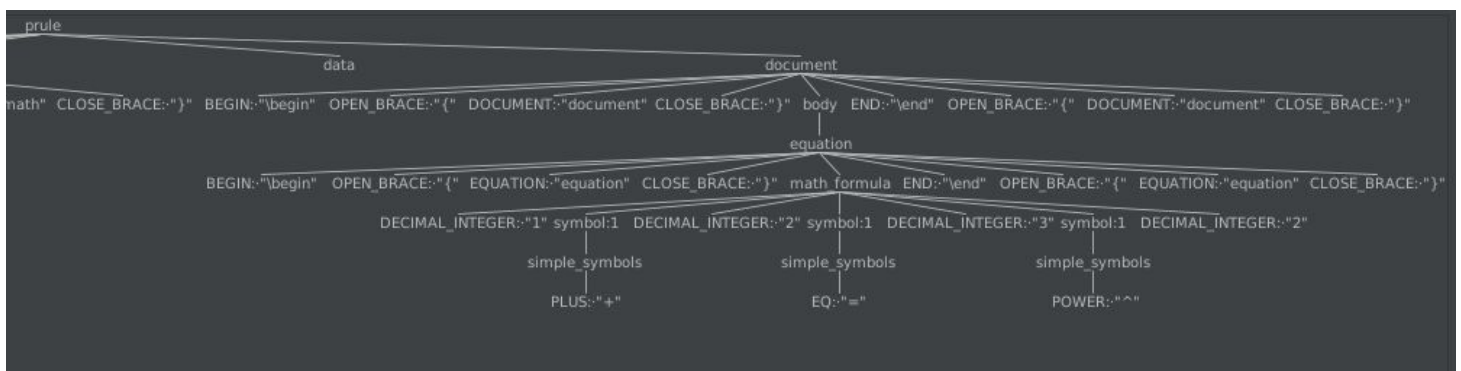 prule
data document
math" CLOSE_BRACE:·"}" BEGIN:·"\begin" OPEN_BRACE:·"{" DOCUMENT:·"document" CLOSE_BRACE:·"}" body END:·"\end" OPEN_BRACE:·"{" DOCUMENT:·"document" CLOSE_BRACE:·"}"
equation
BEGIN:·"\begin" OPEN_BRACE:·"{" EQUATION:·"equation" CLOSE_BRACE:·"}" math_formula END:·"\end" OPEN_BRACE:·"{" EQUATION:·"equation" CLOSE_BRACE:·"}"
DECIMAL_INTEGER:·"1" symbol:1 DECIMAL_INTEGER:·"2" symbol:1 DECIMAL_INTEGER:·"3" symbol:1 DECIMAL_INTEGER:·"2"
simple_symbols simple_symbols simple_symbols
PLUS:·"+" EQ:·"=" POWER:·"^"